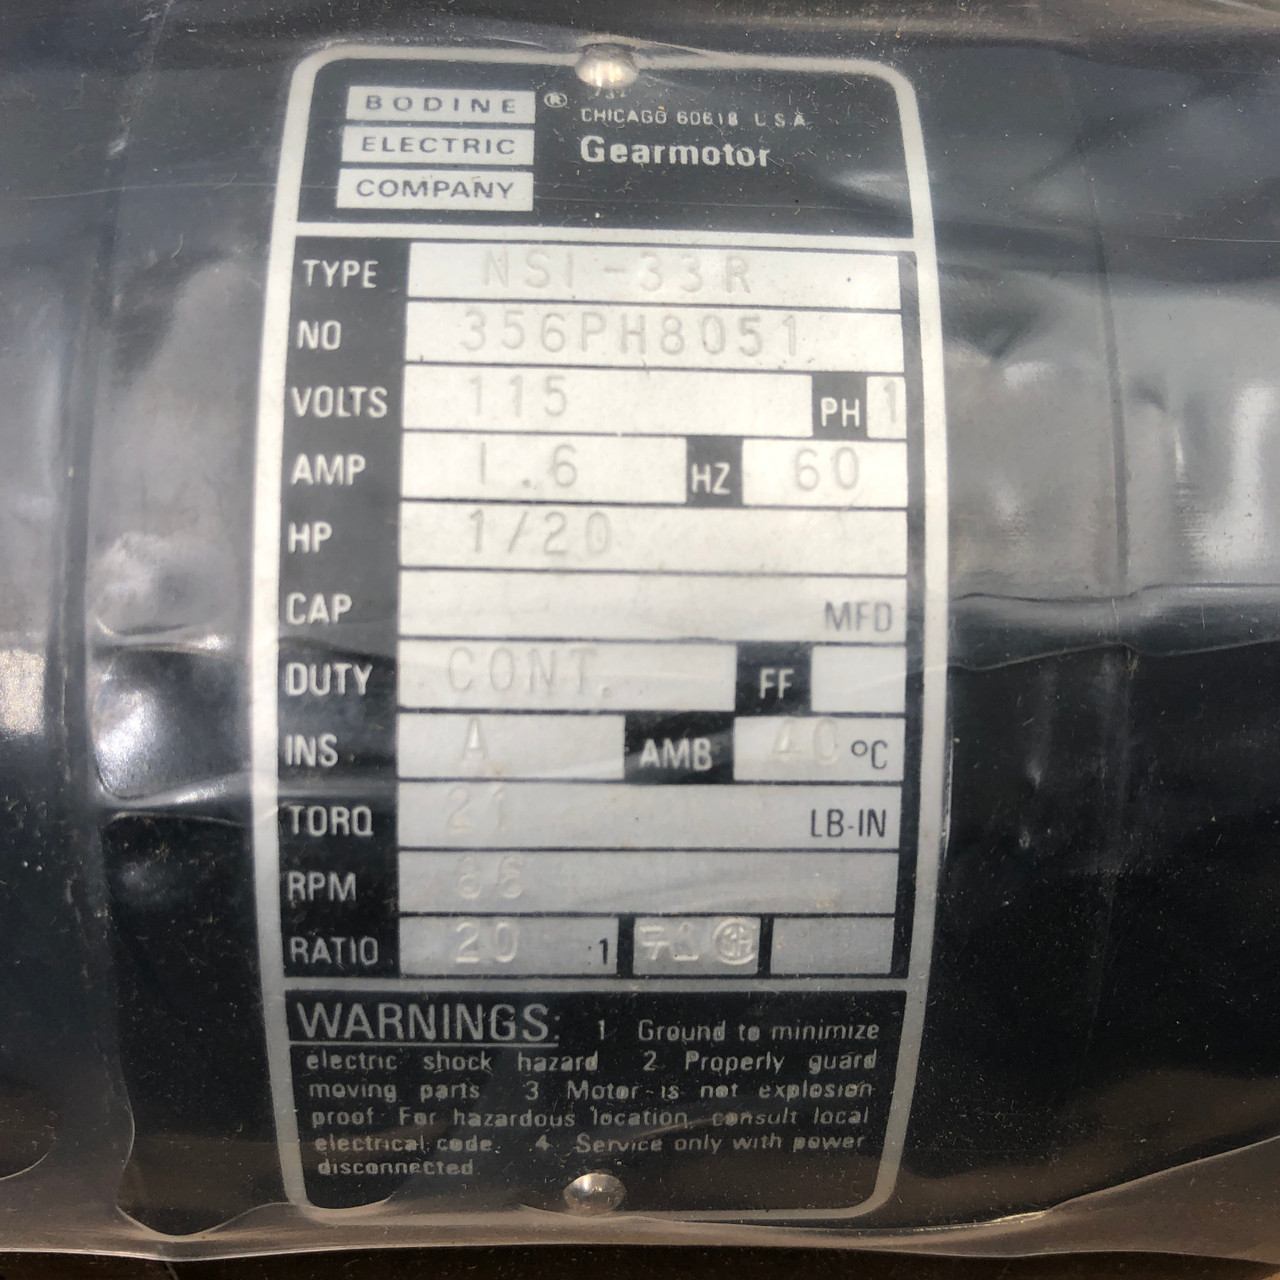 BODINE ®
ELECTRIC
COMPANY
CHICAGO 60618 U.S.A.
Gearmotor
TYPE NSI-33R
NO 356PH8051
VOLTS 115 PH 1
AMP 1.6 HZ 60
HP 1/20
CAP MFD
DUTY CONT. FF
INS A AMB 40 °C
TORQ 21 LB-IN
RPM
RATIO 20 :1
WARNINGS: 1 Ground to minimize
electric shock hazard 2 Properly guard
moving parts 3 Motor is not explosion
proof For hazardous location, consult local
electrical code 4 Service only with power
disconnected